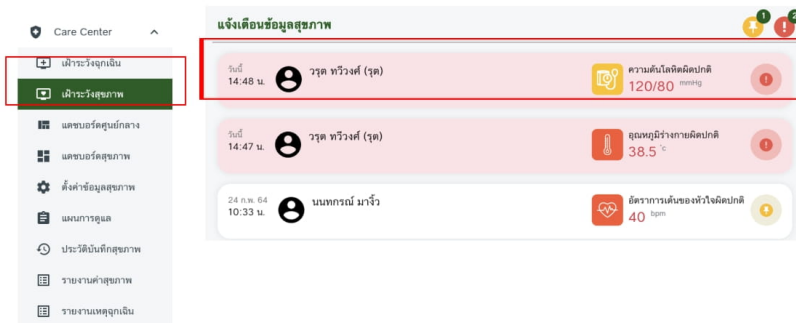 Care Center
เฝ้าระวังฉุกเฉิน
เฝ้าระวังสุขภาพ
แดชบอร์ดศูนย์กลาง
แดชบอร์ดสุขภาพ
ตั้งค่าข้อมูลสุขภาพ
แผนการดูแล
ประวัติบันทึกสุขภาพ
รายงานค่าสุขภาพ
รายงานเหตุฉุกเฉิน
แจ้งเตือนข้อมูลสุขภาพ
1
2
วันนี้
14:48 น.
วรุต ทวีวงศ์ (รุต)
ความดันโลหิตผิดปกติ
120/80 mmHg
วันนี้
14:47 น.
วรุต ทวีวงศ์ (รุต)
อุณหภูมิร่างกายผิดปกติ
38.5 °c
24 ก.พ. 64
10:33 น.
นนทกรณ์ มางิ้ว
อัตราการเต้นของหัวใจผิดปกติ
40 bpm